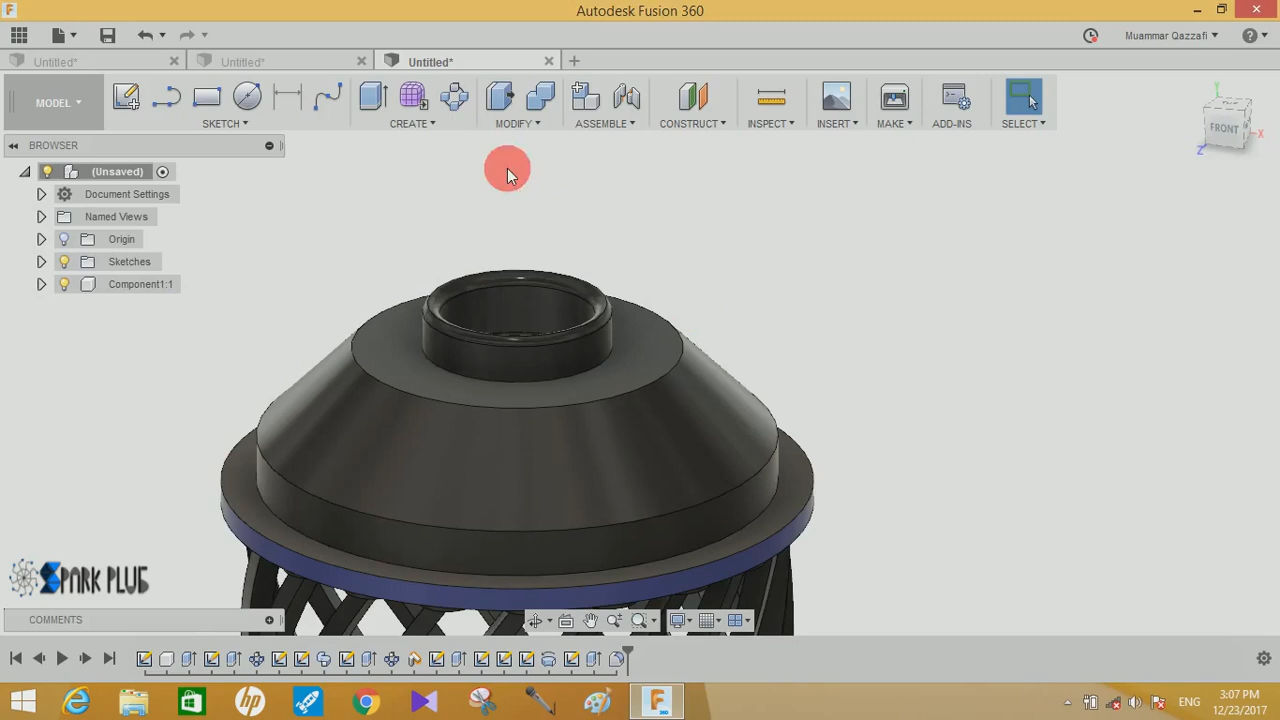 Autodesk Fusion 360
Muammar Qazzafi
Untitled*
Untitled*
Untitled*
MODEL
SKETCH
CREATE
MODIFY
ASSEMBLE
CONSTRUCT
INSPECT
INSERT
MAKE
ADD-INS
SELECT
BROWSER
(Unsaved)
Document Settings
Named Views
Origin
Sketches
Component1:1
Y
FRONT
X
Z
SPARK PLUG
COMMENTS
ENG
3:07 PM
12/23/2017